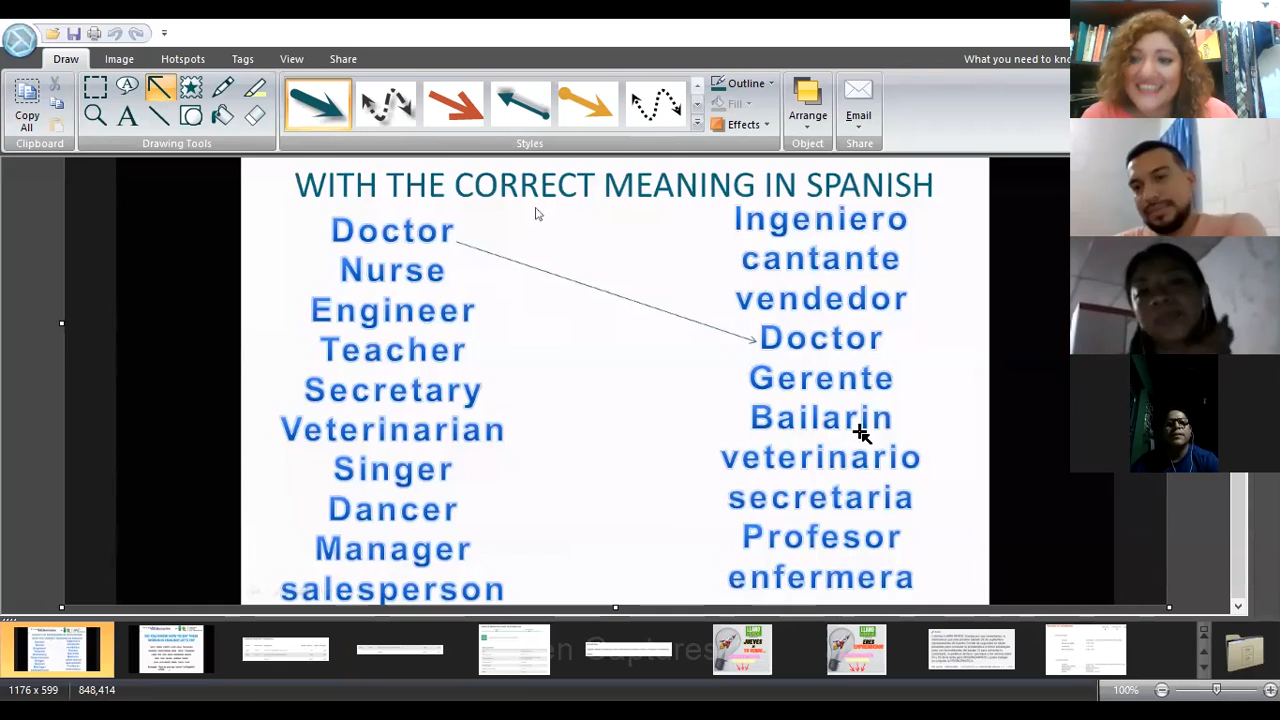 Draw Image Hotspots Tags View Share What you need to kn
Copy
All
Outline
Fill
Effects
Arrange
Email
Clipboard Drawing Tools Styles Object Share
WITH THE CORRECT MEANING IN SPANISH
Doctor
Nurse
Engineer
Teacher
Secretary
Veterinarian
Singer
Dancer
Manager
salesperson
Ingeniero
cantante
vendedor
Doctor
Gerente
Bailarin
veterinario
secretaria
Profesor
enfermera
Captures
1176 x 599 848,414 100%